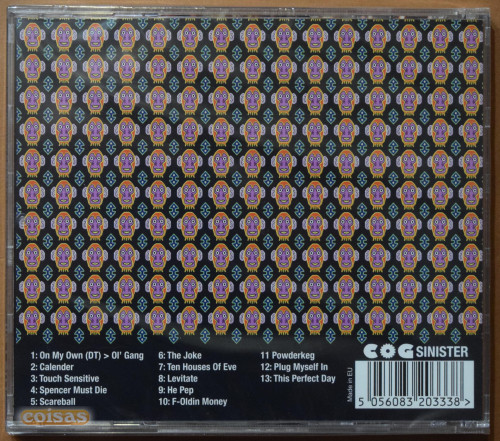 1: On My Own (DT) > Ol' Gang
2: Calender
3: Touch Sensitive
4: Spencer Must Die
5: Scareball
6: The Joke
7: Ten Houses Of Eve
8: Levitate
9: He Pep
10: F-Oldin Money
11 Powderkeg
12: Plug Myself In
13: This Perfect Day
COG SINISTER
Made in EU
5 056083 203338 >
coisas